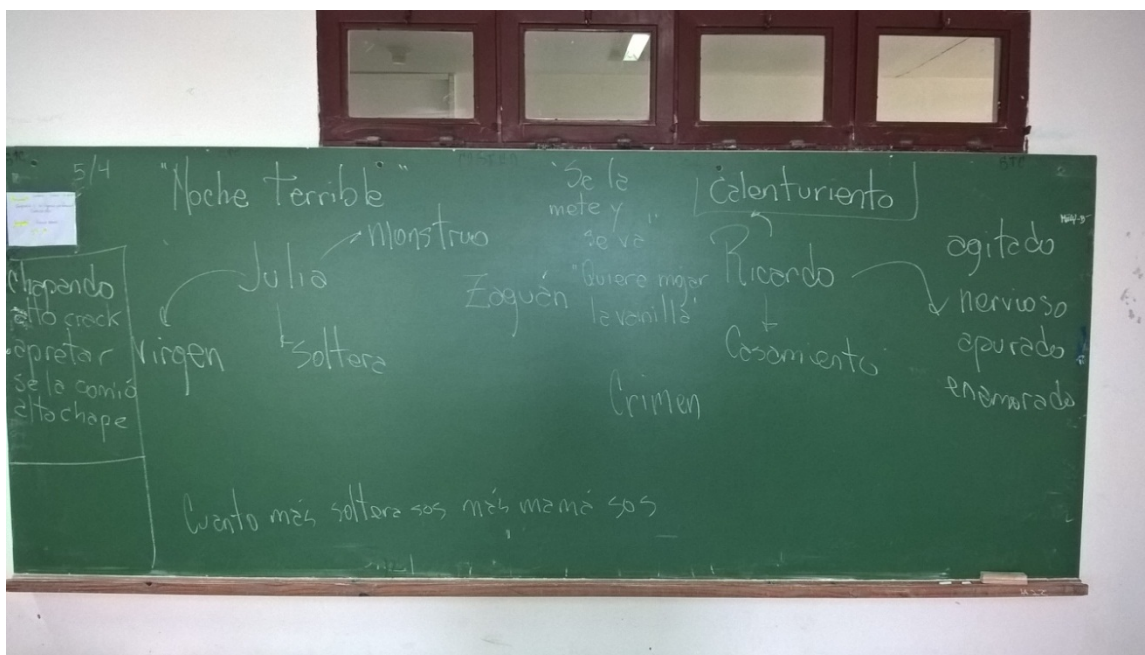 5/4
"Noche Terrible"
Julia
Monstruo
Virgen
Soltera
Zaguán
"Se la
mete y
se va"
"Quiere mojar
la vainilla"
Crimen
Calenturiento
Ricardo
Casamiento
agitado
nervioso
apurado
enamorado
Chapando
alto crack
apretar
se la comió
alto chape
Cuanto más soltera sos más mamá sos